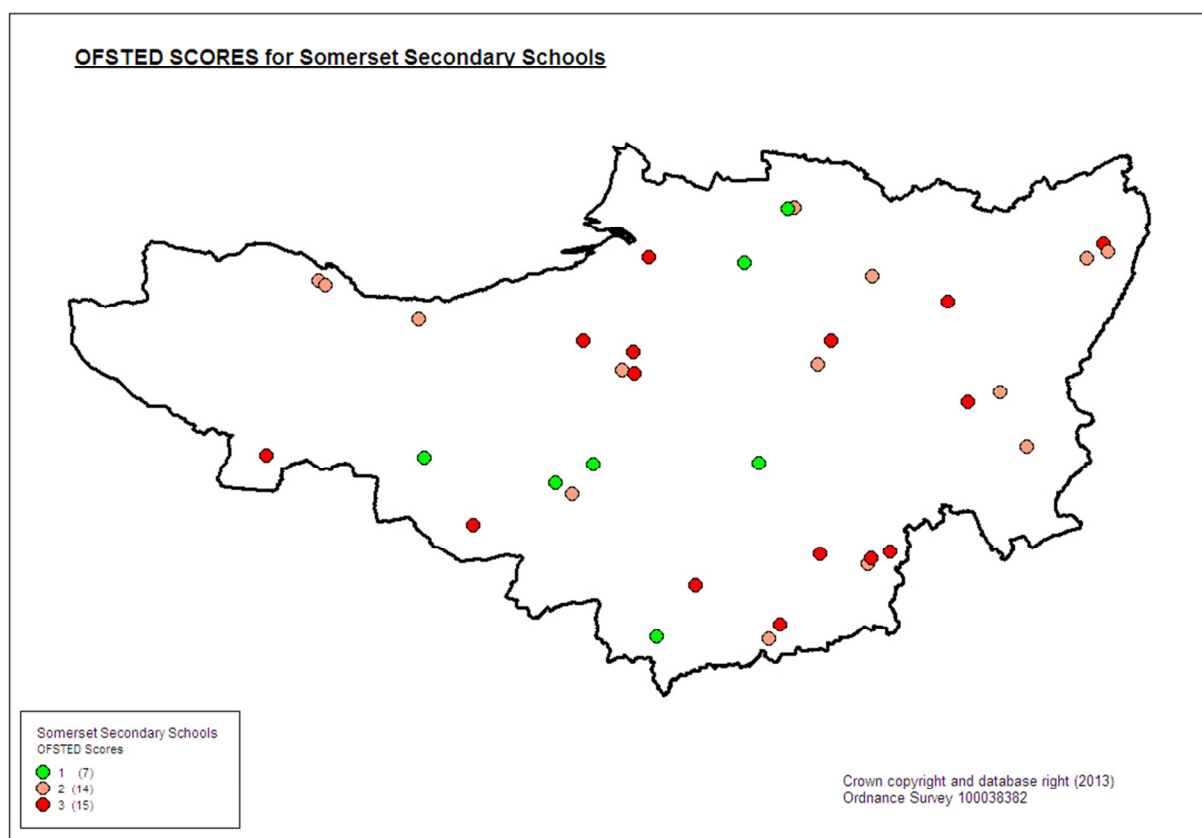 OFSTED SCORES for Somerset Secondary Schools
Somerset Secondary Schools
OFSTED Scores
1 (7)
2 (14)
3 (15)
Crown copyright and database right (2013)
Ordnance Survey 100038382